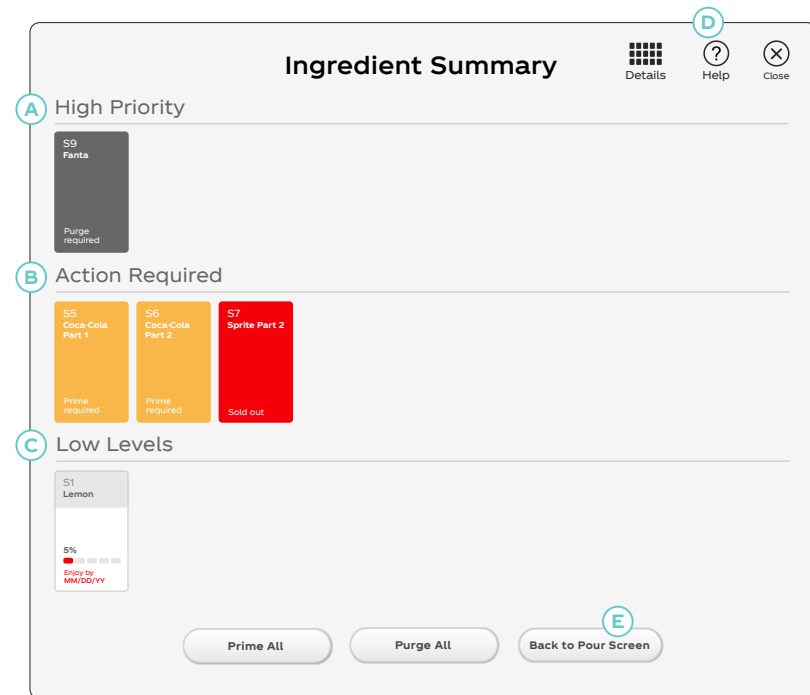 D
Ingredient Summary
Details
Help
Close
A
High Priority
S9
Fanta
Purge
required
B
Action Required
S5
Coca-Cola
Part 1
Prime
required
S6
Coca-Cola
Part 2
Prime
required
S7
Sprite Part 2
Sold out
C
Low Levels
S1
Lemon
5%
Enjoy by
MM/DD/YY
E
Prime All
Purge All
Back to Pour Screen